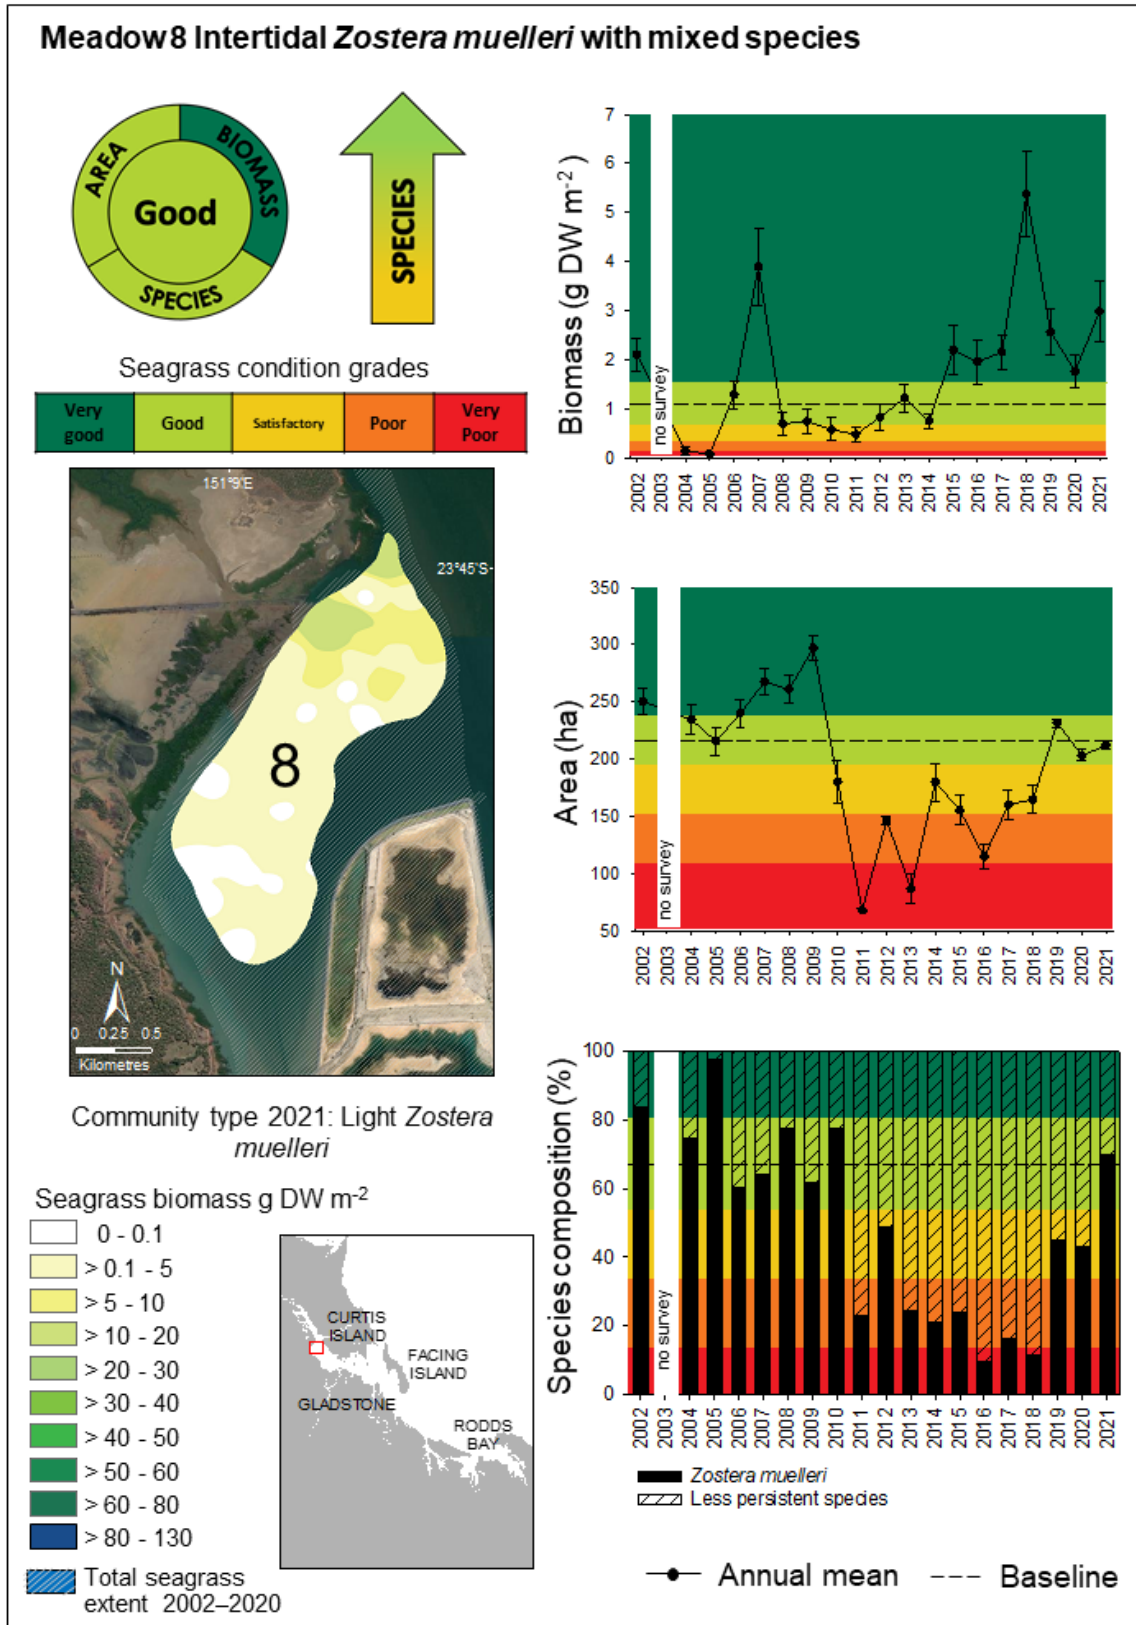 Meadow 8 Intertidal Zostera muelleri with mixed species
AREA
BIOMASS
SPECIES
Good
SPECIES
Seagrass condition grades
Very good
Good
Satisfactory
Poor
Very Poor
151°9'E
23°45'S
8
N
0 0.25 0.5
Kilometres
Community type 2021: Light Zostera
muelleri
Seagrass biomass g DW m-2
0 - 0.1
> 0.1 - 5
> 5 - 10
> 10 - 20
> 20 - 30
> 30 - 40
> 40 - 50
> 50 - 60
> 60 - 80
> 80 - 130
Total seagrass
extent 2002–2020
CURTIS
ISLAND
FACING
ISLAND
GLADSTONE
RODDS
BAY
Biomass (g DW m-2)
7
6
5
4
3
2
1
0
no survey
2002 2003 2004 2005 2006 2007 2008 2009 2010 2011 2012 2013 2014 2015 2016 2017 2018 2019 2020 2021
Area (ha)
350
300
250
200
150
100
50
no survey
2002 2003 2004 2005 2006 2007 2008 2009 2010 2011 2012 2013 2014 2015 2016 2017 2018 2019 2020 2021
Species composition (%)
100
80
60
40
20
0
no survey
2002 2003 2004 2005 2006 2007 2008 2009 2010 2011 2012 2013 2014 2015 2016 2017 2018 2019 2020 2021
Zostera muelleri
Less persistent species
Annual mean
Baseline